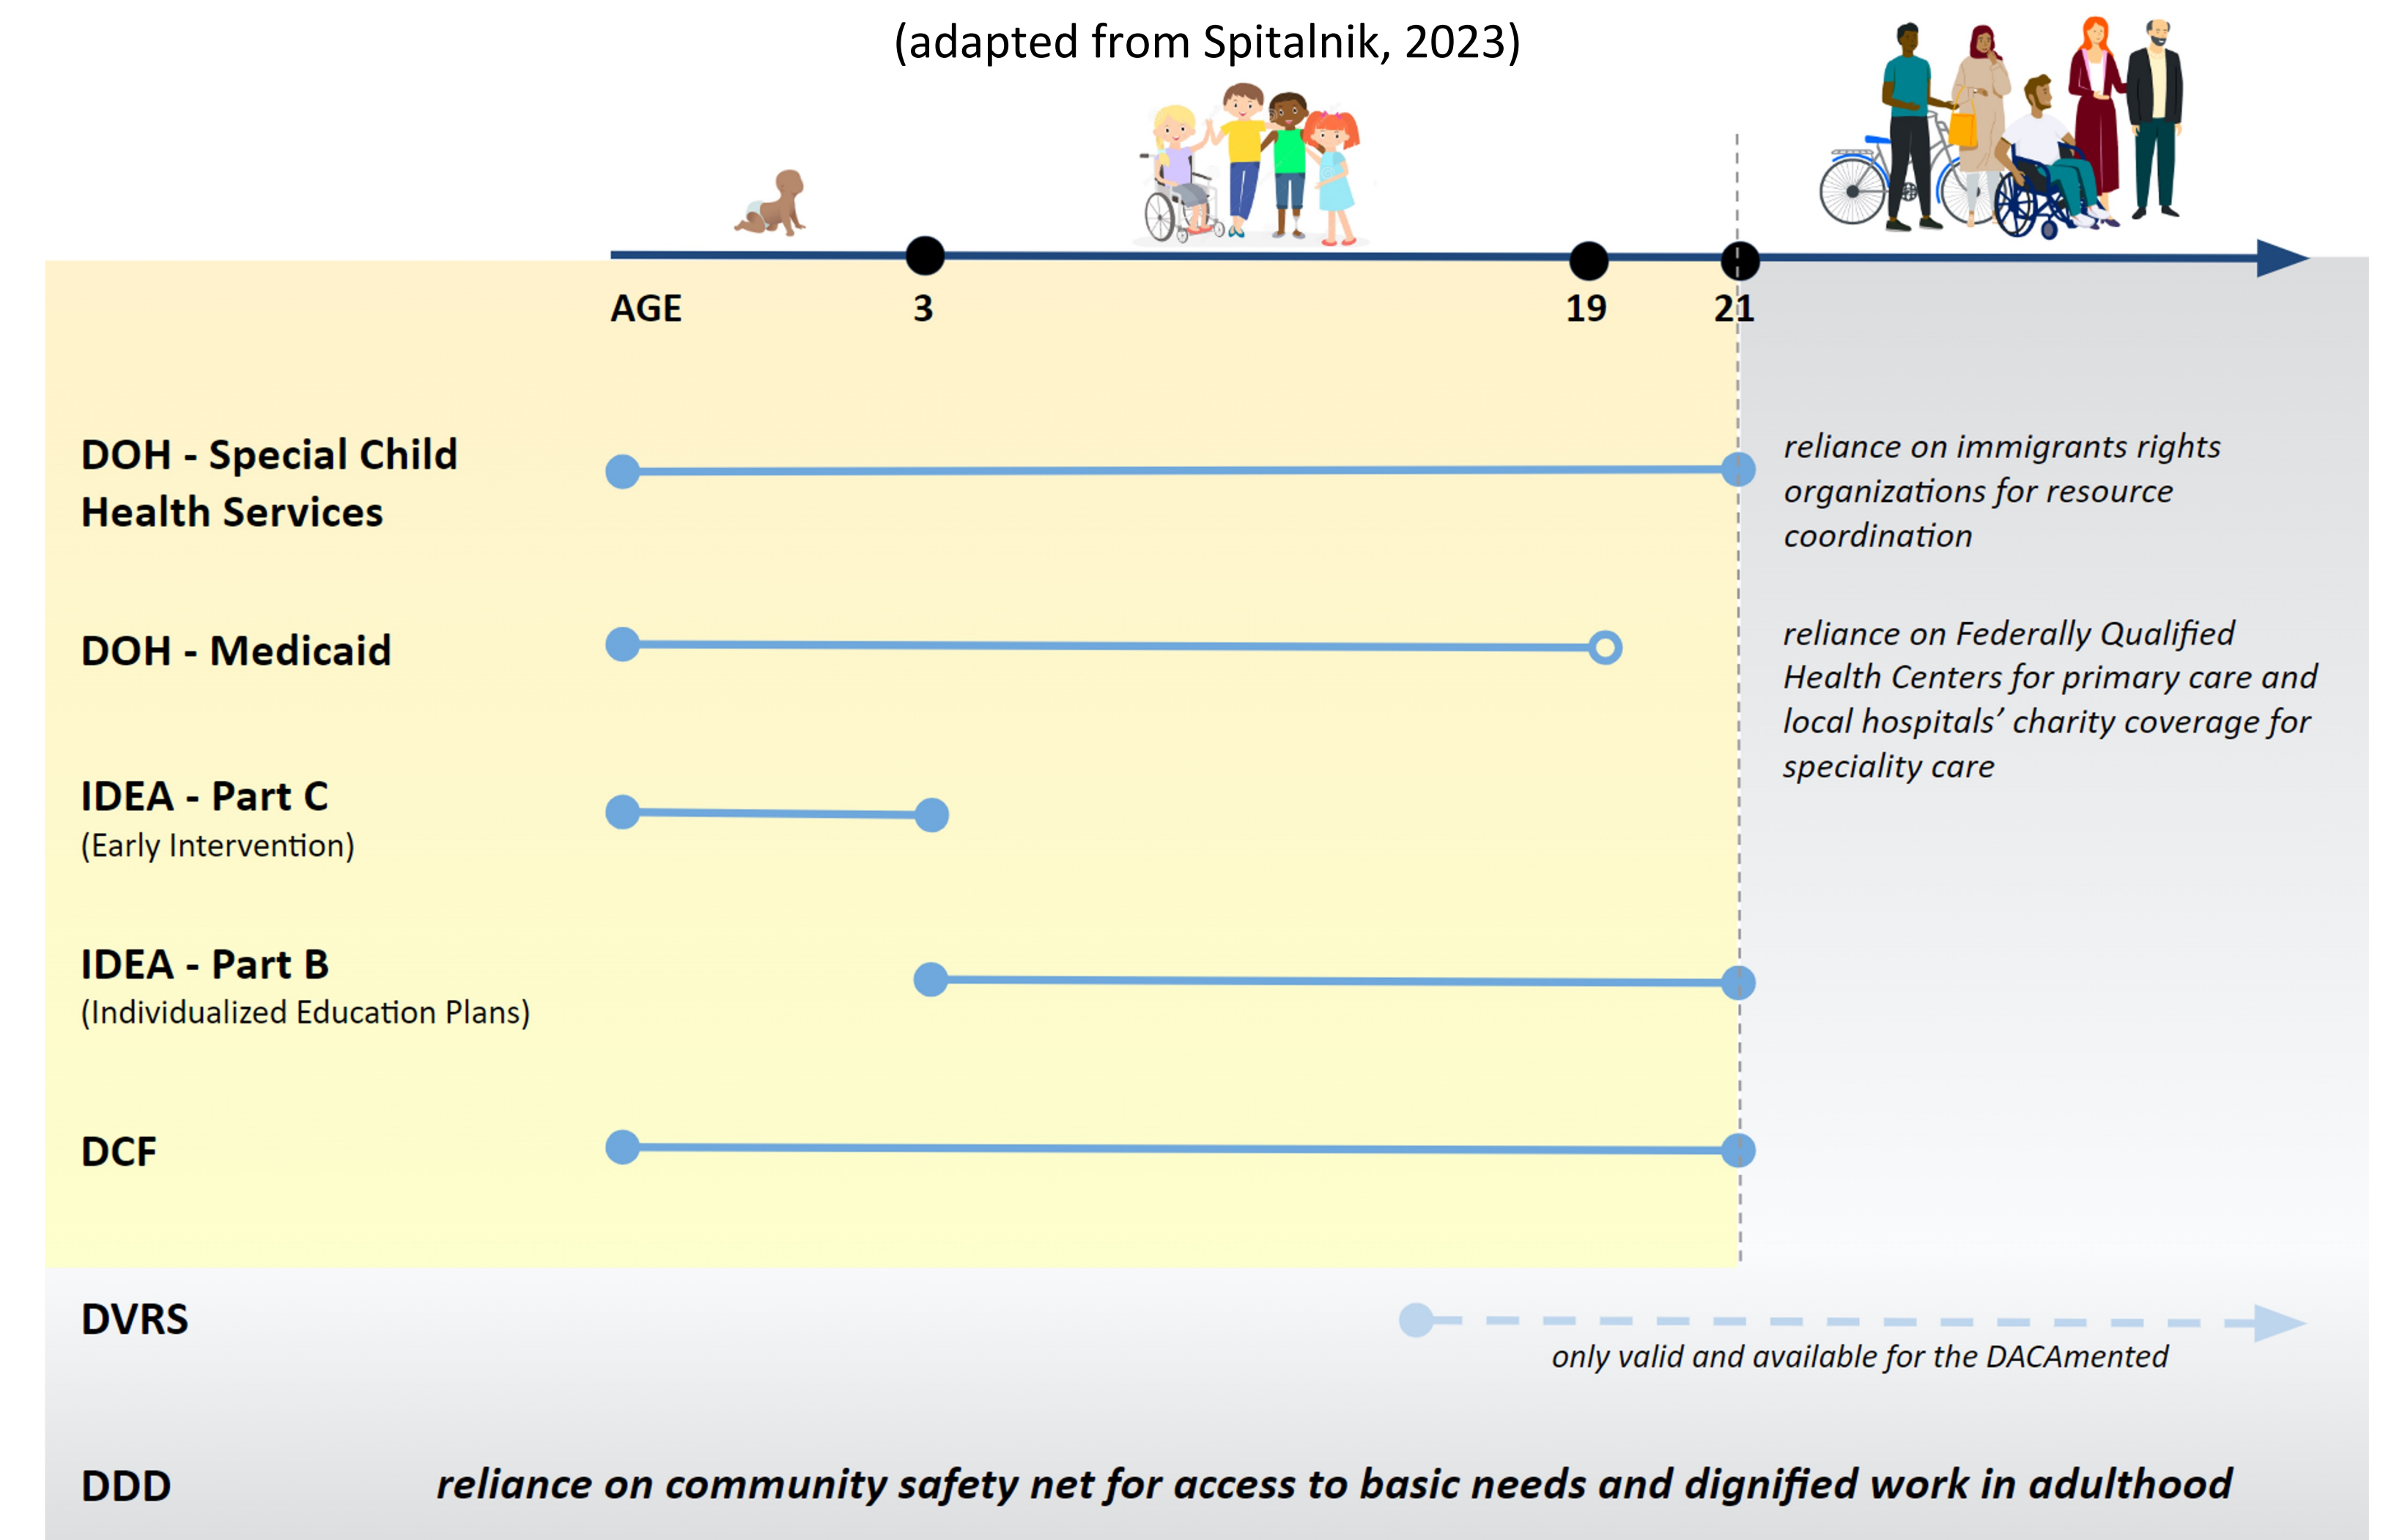 (adapted from Spitalnik, 2023)
AGE
3
19
21
DOH - Special Child
Health Services
reliance on immigrants rights
organizations for resource
coordination
DOH - Medicaid
reliance on Federally Qualified
Health Centers for primary care and
local hospitals’ charity coverage for
speciality care
IDEA - Part C
(Early Intervention)
IDEA - Part B
(Individualized Education Plans)
DCF
DVRS
only valid and available for the DACAmented
DDD
reliance on community safety net for access to basic needs and dignified work in adulthood